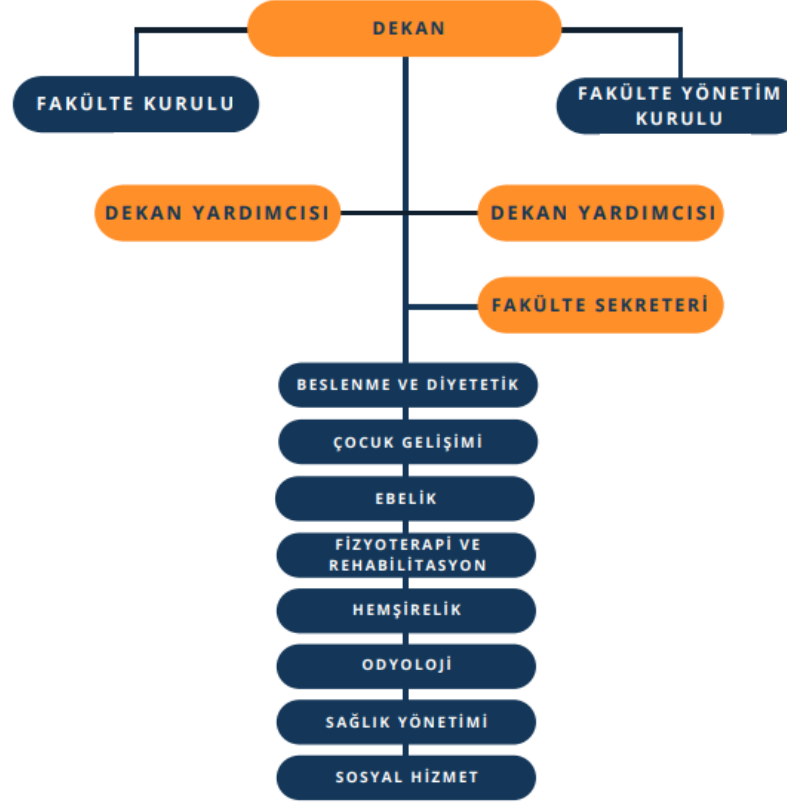 DEKAN
FAKÜLTE KURULU
FAKÜLTE YÖNETİM
KURULU
DEKAN YARDIMCISI
DEKAN YARDIMCISI
FAKÜLTE SEKRETERİ
BESLENME VE DİYETETİK
ÇOCUK GELİŞİMİ
EBELİK
FİZYOTERAPİ VE
REHABİLİTASYON
HEMŞİRELİK
ODYOLOJİ
SAĞLIK YÖNETİMİ
SOSYAL HİZMET